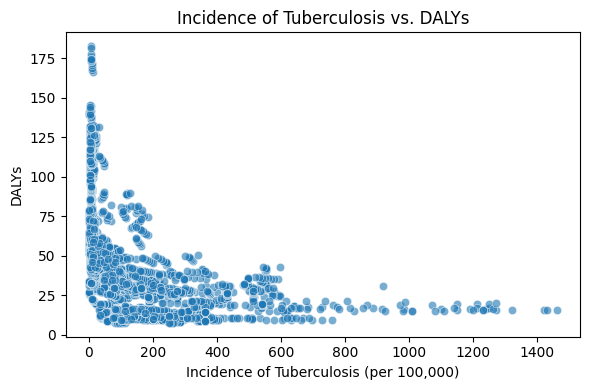 Incidence of Tuberculosis vs. DALYs
175
150
125
100
75
50
25
0
DALYs
0 200 400 600 800 1000 1200 1400
Incidence of Tuberculosis (per 100,000)